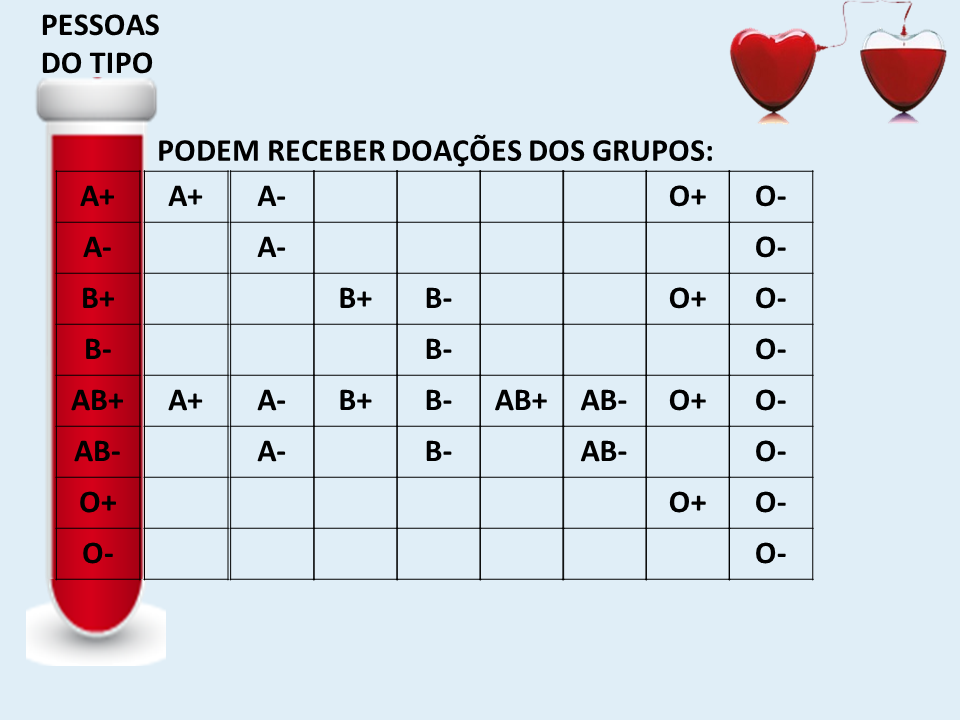 PESSOAS
DO TIPO
PODEM RECEBER DOAÇÕES DOS GRUPOS:
A+ A+ A- O+ O-
A- A- O-
B+ B+ B- O+ O-
B- B- O-
AB+ A+ A- B+ B- AB+ AB- O+ O-
AB- A- B- AB- O-
O+ O+ O-
O- O-